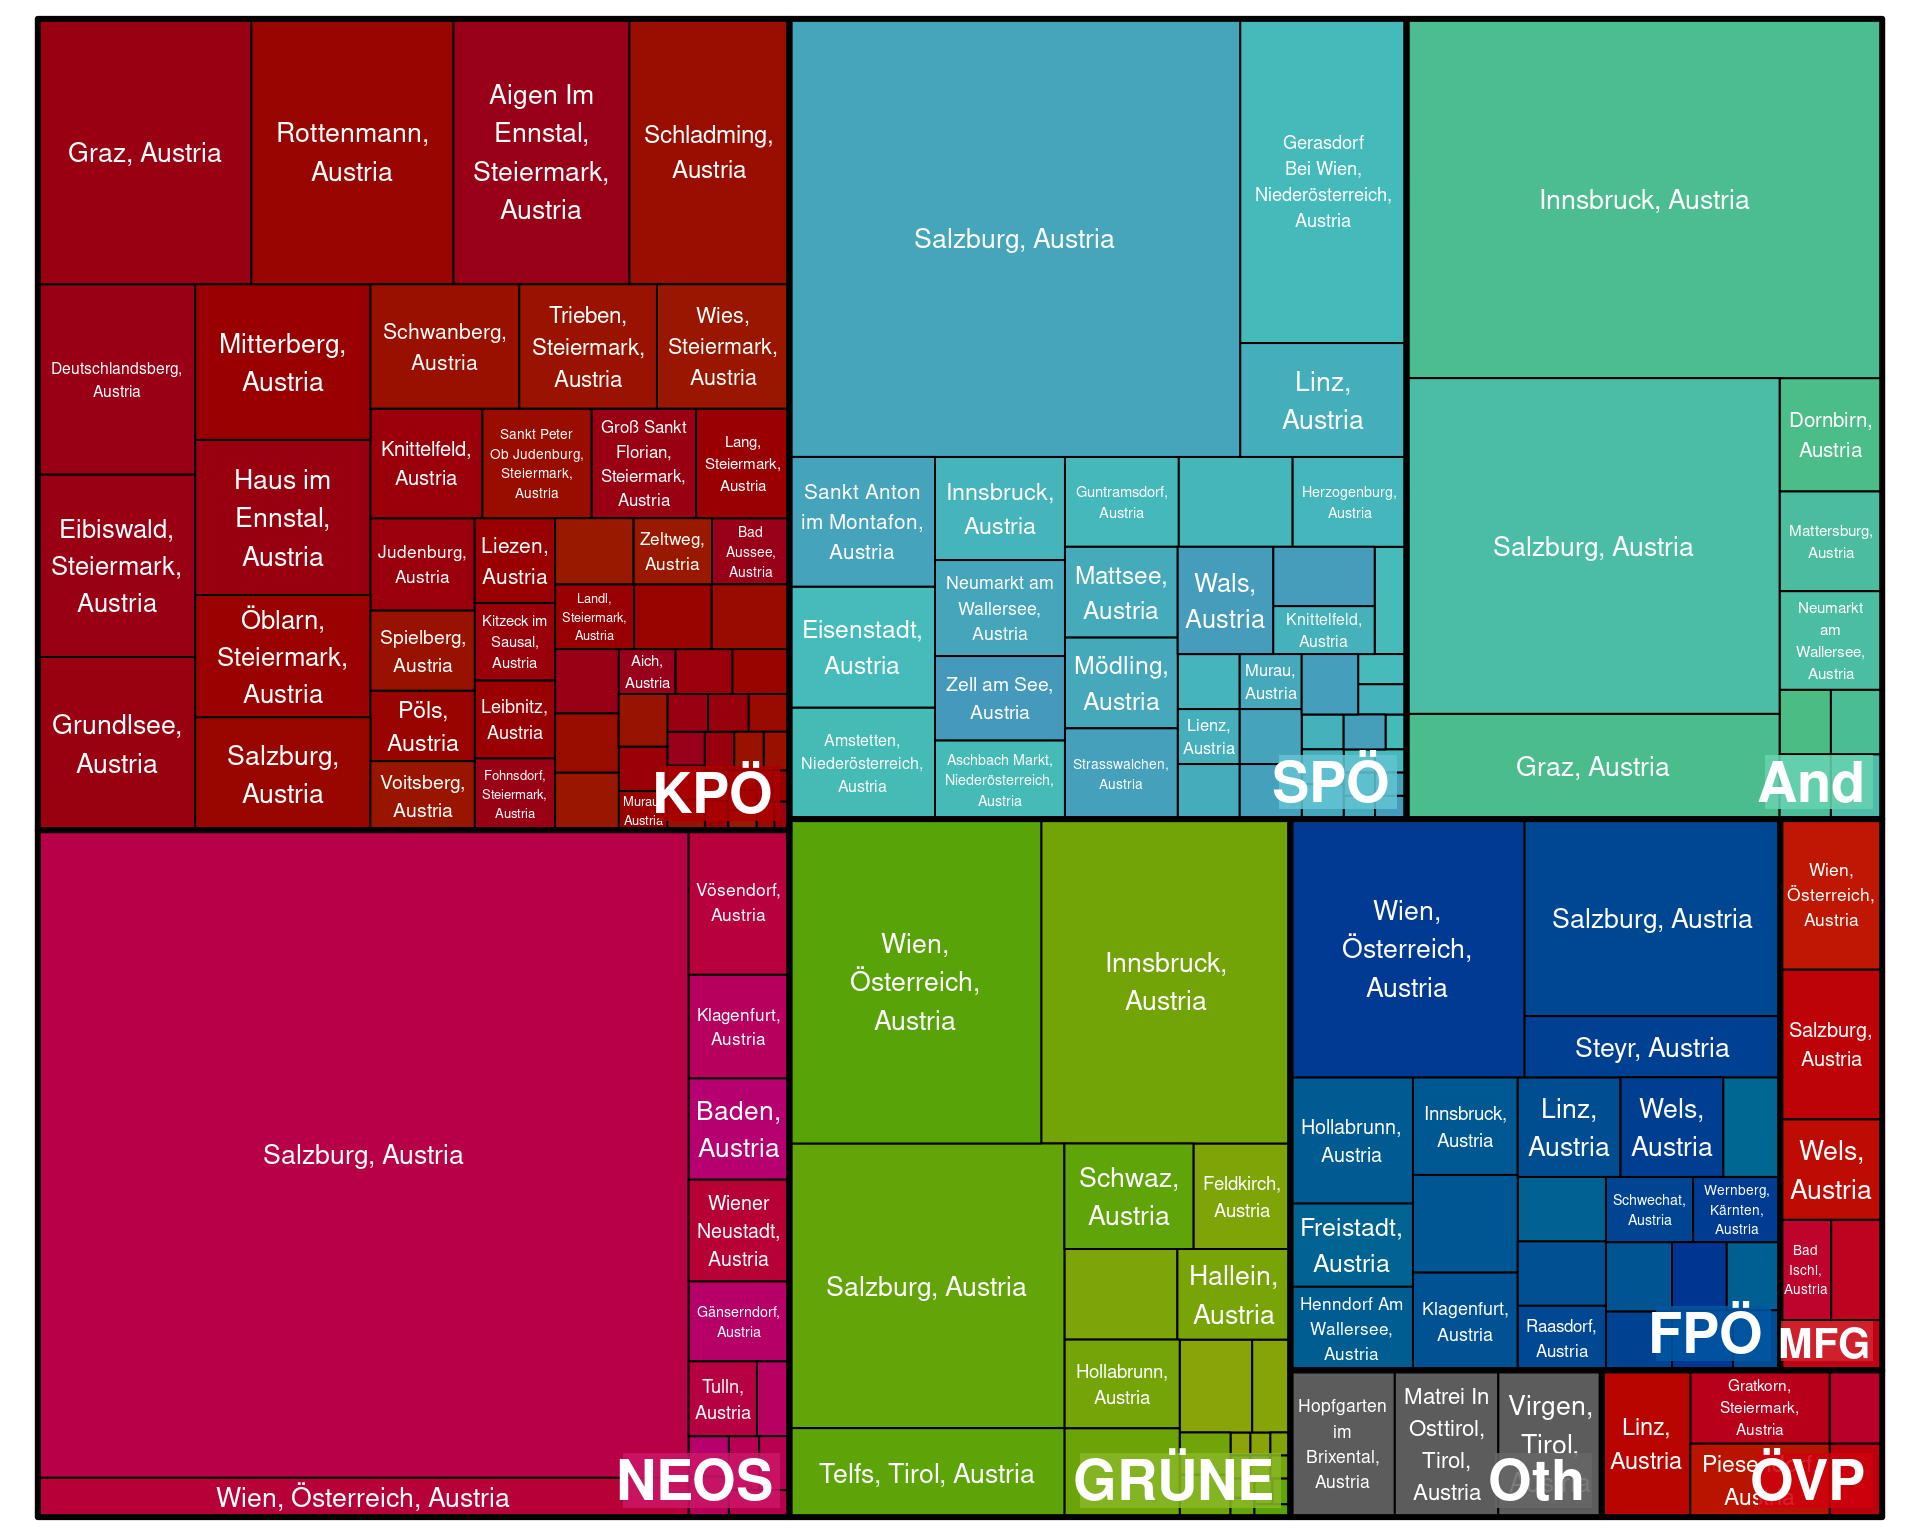 Graz, Austria
Rottenmann,
Austria
Aigen Im
Ennstal,
Steiermark,
Austria
Schladming,
Austria
Deutschlandsberg,
Austria
Mitterberg,
Austria
Schwanberg,
Austria
Trieben,
Steiermark,
Austria
Wies,
Steiermark,
Austria
Knittelfeld,
Austria
Sankt Peter
Ob Judenburg,
Steiermark,
Austria
Groß Sankt
Florian,
Steiermark,
Austria
Lang,
Steiermark,
Austria
Eibiswald,
Steiermark,
Austria
Haus im
Ennstal,
Austria
Judenburg,
Austria
Liezen,
Austria
Zeltweg,
Austria
Bad
Aussee,
Austria
Landl,
Steiermark,
Austria
Öblarn,
Steiermark,
Austria
Spielberg,
Austria
Kitzeck im
Sausal,
Austria
Aich,
Austria
Grundlsee,
Austria
Salzburg,
Austria
Pöls,
Austria
Leibnitz,
Austria
Voitsberg,
Austria
Fohnsdorf,
Steiermark,
Austria
Murau,
Austria
KPÖ
Salzburg, Austria
Gerasdorf
Bei Wien,
Niederösterreich,
Austria
Linz,
Austria
Sankt Anton
im Montafon,
Austria
Innsbruck,
Austria
Guntramsdorf,
Austria
Herzogenburg,
Austria
Neumarkt am
Wallersee,
Austria
Mattsee,
Austria
Wals,
Austria
Knittelfeld,
Austria
Eisenstadt,
Austria
Zell am See,
Austria
Mödling,
Austria
Murau,
Austria
Lienz,
Austria
Amstetten,
Niederösterreich,
Austria
Aschbach Markt,
Niederösterreich,
Austria
Strasswalchen,
Austria
SPÖ
Innsbruck, Austria
Salzburg, Austria
Dornbirn,
Austria
Mattersburg,
Austria
Neumarkt
am
Wallersee,
Austria
Graz, Austria
And
Salzburg, Austria
Vösendorf,
Austria
Klagenfurt,
Austria
Baden,
Austria
Wiener
Neustadt,
Austria
Gänserndorf,
Austria
Tulln,
Austria
Wien, Österreich, Austria
NEOS
Wien,
Österreich,
Austria
Innsbruck,
Austria
Salzburg, Austria
Schwaz,
Austria
Feldkirch,
Austria
Hallein,
Austria
Hollabrunn,
Austria
Telfs, Tirol, Austria
GRÜNE
Wien,
Österreich,
Austria
Salzburg, Austria
Steyr, Austria
Hollabrunn,
Austria
Innsbruck,
Austria
Linz,
Austria
Wels,
Austria
Freistadt,
Austria
Schwechat,
Austria
Wernberg,
Kärnten,
Austria
Henndorf Am
Wallersee,
Austria
Klagenfurt,
Austria
Raasdorf,
Austria
FPÖ
Wien,
Österreich,
Austria
Salzburg,
Austria
Wels,
Austria
Bad
Ischl,
Austria
MFG
Hopfgarten
im
Brixental,
Austria
Matrei In
Osttirol,
Tirol,
Austria
Virgen,
Tirol,
Austria
Oth
Linz,
Austria
Gratkorn,
Steiermark,
Austria
ÖVP